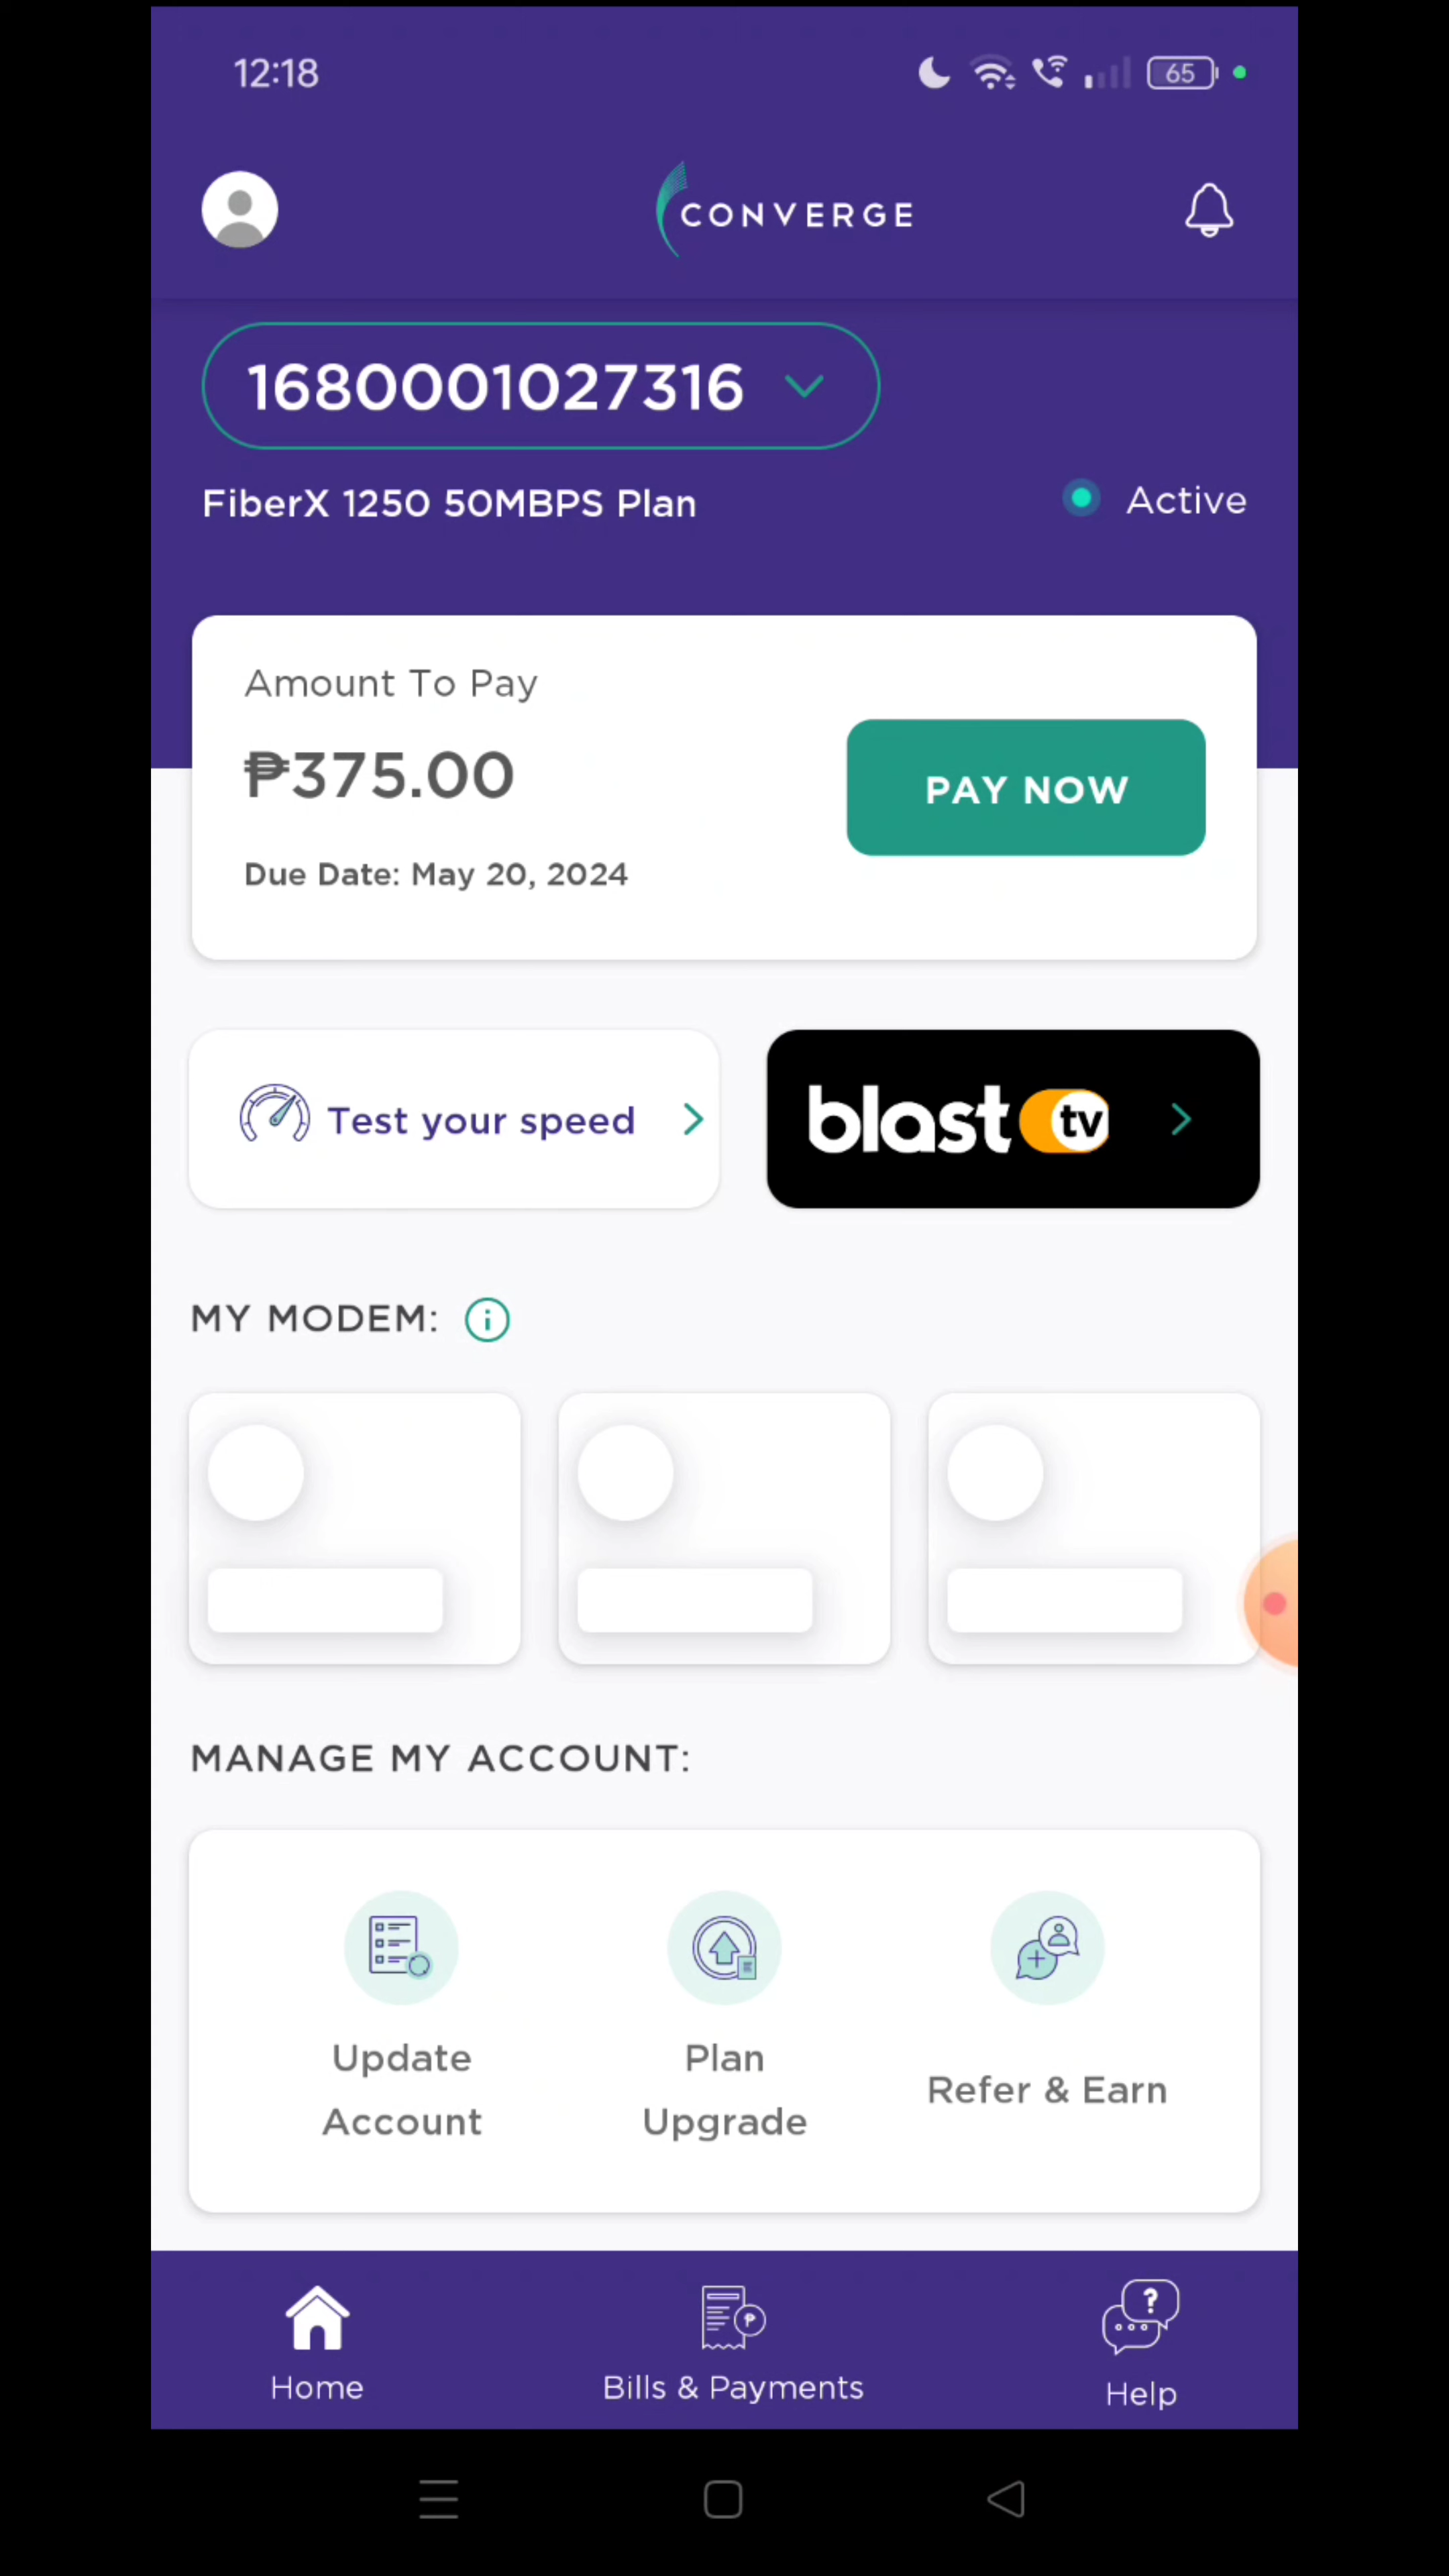 12:18
65
CONVERGE
1680001027316
FiberX 1250 50MBPS Plan
Active
Amount To Pay
₱375.00
PAY NOW
Due Date: May 20, 2024
Test your speed
blast tv
MY MODEM:
MANAGE MY ACCOUNT:
Update
Account
Plan
Upgrade
Refer & Earn
Home
Bills & Payments
Help